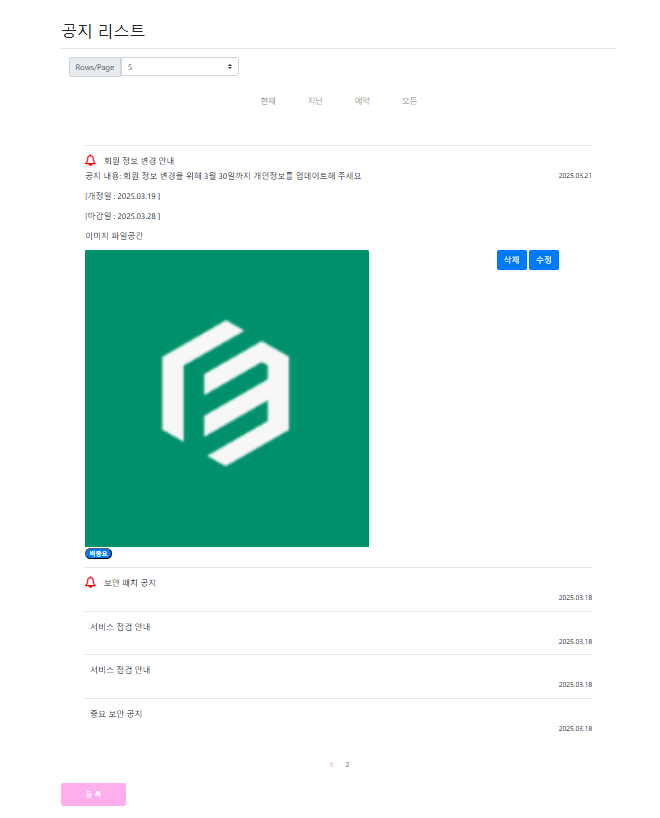 공지 리스트
Rows/Page 5
현재 지난 예약 모든
회원 정보 변경 안내
공지 내용: 회원 정보 변경을 위해 3월 30일까지 개인정보를 업데이트해 주세요
2025.03.21
[개정일 : 2025.03.19 ]
[마감일 : 2025.03.28 ]
이미지 파일공간
삭제 수정
비중요
보안 패치 공지
2025.03.18
서비스 점검 안내
2025.03.18
서비스 점검 안내
2025.03.18
중요 보안 공지
2025.03.18
1 2
등 록